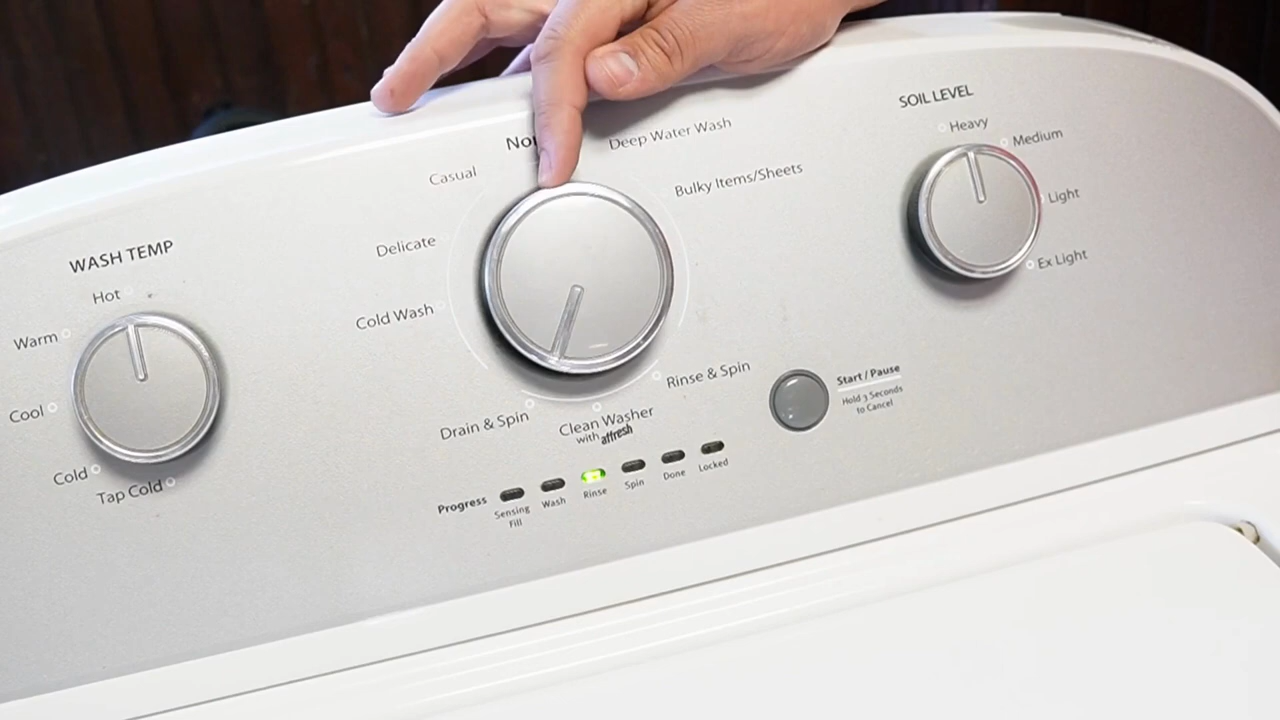 WASH TEMP
Hot
Warm
Cool
Cold
Tap Cold
Casual
Delicate
Cold Wash
Deep Water Wash
Bulky Items/Sheets
Rinse & Spin
Drain & Spin
Clean Washer
with affresh
SOIL LEVEL
Heavy
Medium
Light
Ex Light
Start / Pause
Hold 3 Seconds
to Cancel
Progress
Sensing
Fill
Wash
Rinse
Spin
Done
Locked